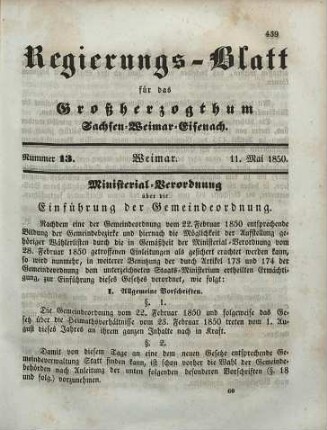 439
Regierungs-Blatt
für das
Großherzogthum
Sachsen-Weimar-Eisenach.
Nummer 13. Weimar. 11. Mai 1850.
Ministerial-Verordnung
über die
Einführung der Gemeindeordnung.
Nachdem eine der Gemeindeordnung vom 22. Februar 1850 entsprechende
Bildung der Gemeindebezirke und hiernach die Möglichkeit der Aufstellung ge-
höriger Wählerlisten durch die in Gemäßheit der Ministerial-Verordnung vom
28. Februar 1850 getroffenen Einleitungen als gesichert erachtet werden kann,
so wird nunmehr, in weiterer Benutzung der durch Artikel 173 und 174 der
Gemeindeordnung dem unterzeichneten Staats-Ministerium ertheilten Ermächti-
gung, zur Einführung dieses Gesetzes verordnet, wie folgt:
I. Allgemeine Vorschriften.
§. 1.
Die Gemeindeordnung vom 22. Februar 1850 und folgeweise das Ge-
setz über die Heimathsverhältnisse vom 23. Februar 1850 treten vom 1. Au-
gust dieses Jahres an ihrem ganzen Inhalte nach in Kraft.
§. 2.
Damit von diesem Tage an eine dem neuen Gesetze entsprechende Ge-
meindeverwaltung Statt finden kann, ist schon vorher die Wahl der Gemeinde-
behörden nach Anleitung der unten folgenden besonderen Vorschriften (§. 18
und folg.) vorzunehmen.
60